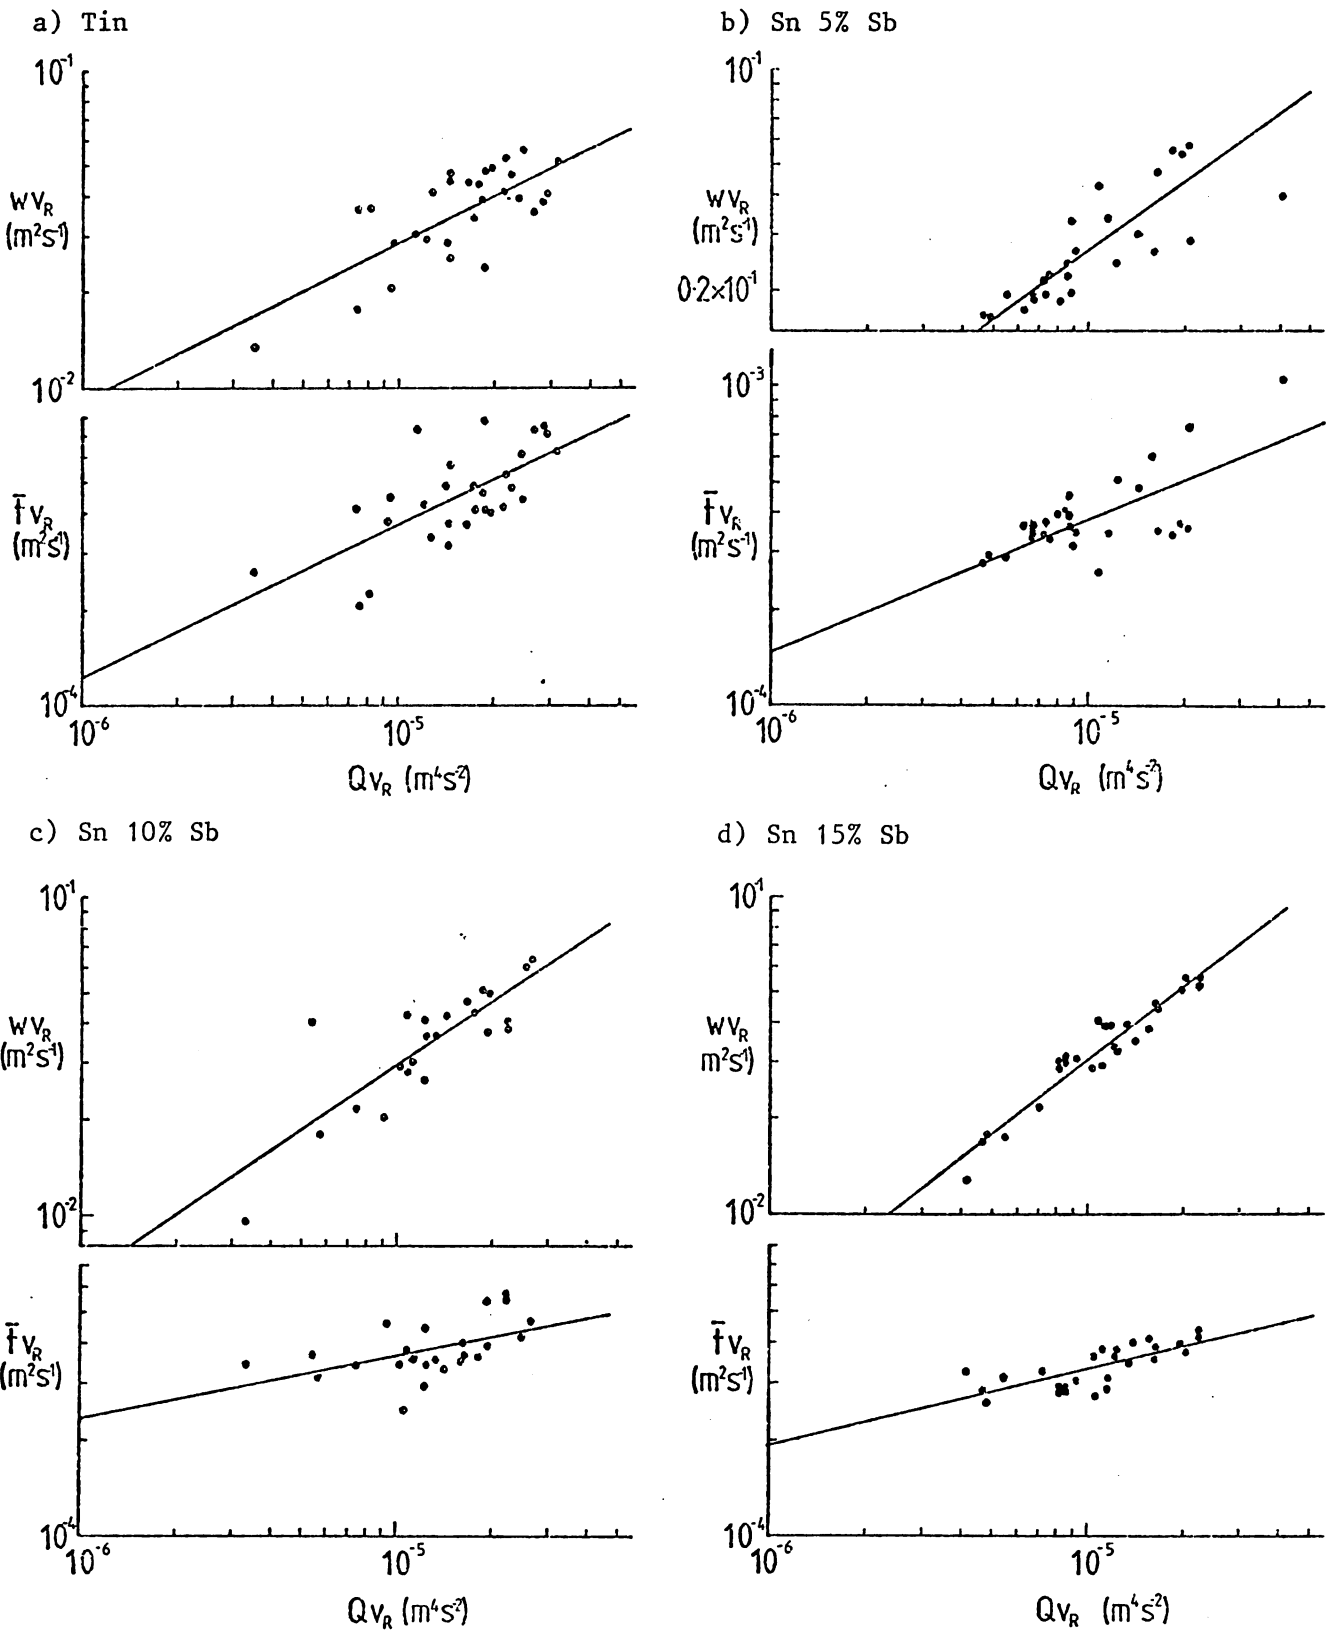 a) Tin
10⁻¹
wv_R
(m²s⁻¹)
10⁻²
t̄v_R
(m²s⁻¹)
10⁻⁴
10⁻⁶ 10⁻⁵
Qv_R (m⁴s⁻²)
b) Sn 5% Sb
10⁻¹
wv_R
(m²s⁻¹)
0·2×10⁻¹
10⁻³
t̄v_R
(m²s⁻¹)
10⁻⁴
10⁻⁶ 10⁻⁵
Qv_R (m⁴s⁻²)
c) Sn 10% Sb
10⁻¹
wv_R
(m²s⁻¹)
10⁻²
t̄v_R
(m²s⁻¹)
10⁻⁴
10⁻⁶ 10⁻⁵
Qv_R (m⁴s⁻²)
d) Sn 15% Sb
10⁻¹
wv_R
m²s⁻¹)
10⁻²
t̄v_R
(m²s⁻¹)
10⁻⁴
10⁻⁶ 10⁻⁵
Qv_R (m⁴s⁻²)